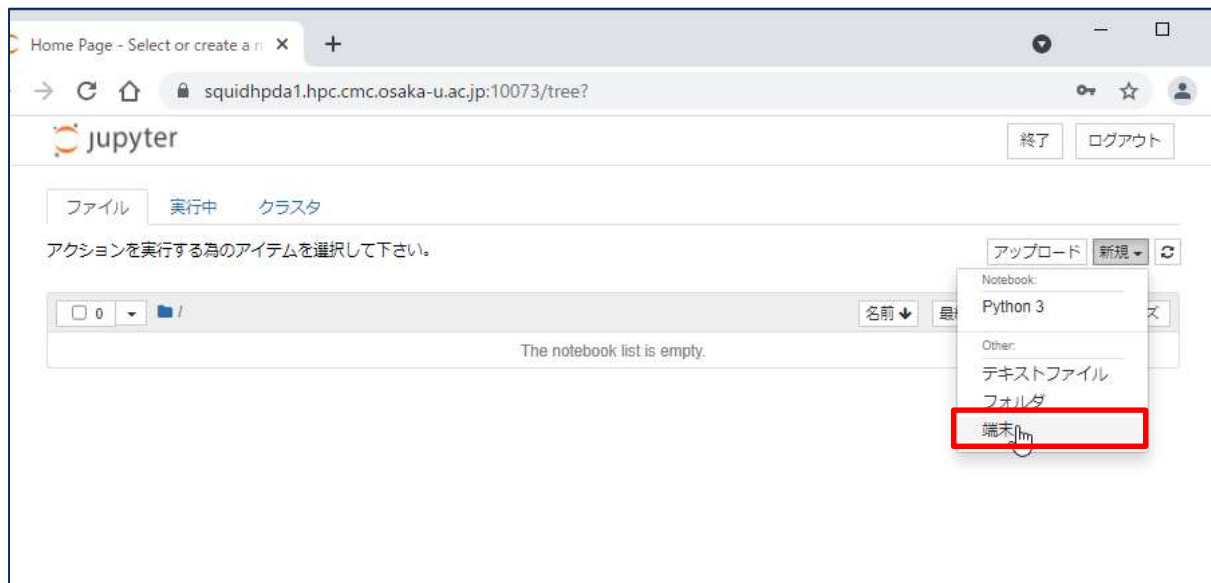 Home Page - Select or create a n
squidhpda1.hpc.cmc.osaka-u.ac.jp:10073/tree?
jupyter
終了 ログアウト
ファイル 実行中 クラスタ
アクションを実行する為のアイテムを選択して下さい。
アップロード 新規
Notebook:
0 / 名前 最 Python 3 ズ
Other:
The notebook list is empty.
テキストファイル
フォルダ
端末